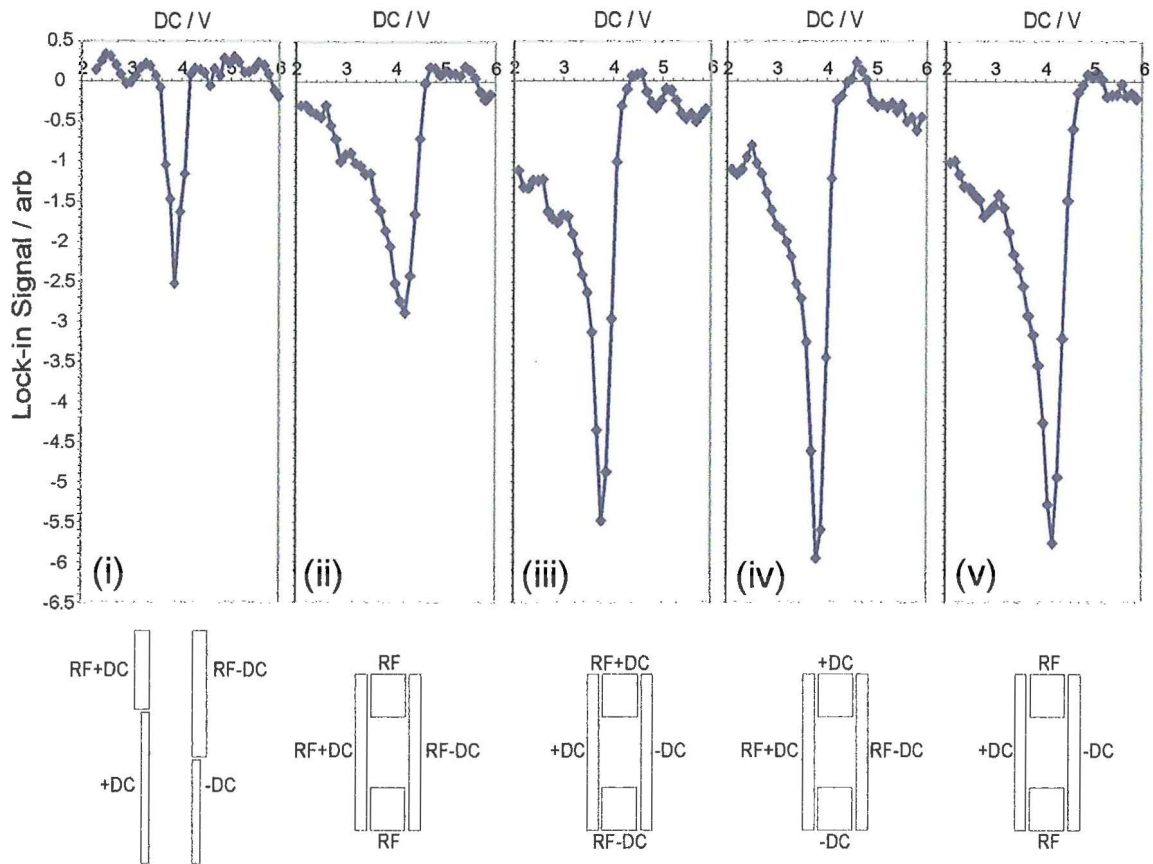 DC / V DC / V DC / V DC / V DC / V
0.5
2 3 4 5 6 2 3 4 5 6 2 3 4 5 6 2 3 4 5 6 2 3 4 5 6
0
-0.5
-1
-1.5
-2
-2.5
-3
-3.5
-4
-4.5
-5
-5.5
-6
-6.5
Lock-in Signal / arb
(i) (ii) (iii) (iv) (v)
RF+DC RF-DC
+DC -DC
RF
RF+DC RF-DC
RF
RF+DC
+DC -DC
RF-DC
+DC
RF+DC RF-DC
-DC
RF
+DC -DC
RF